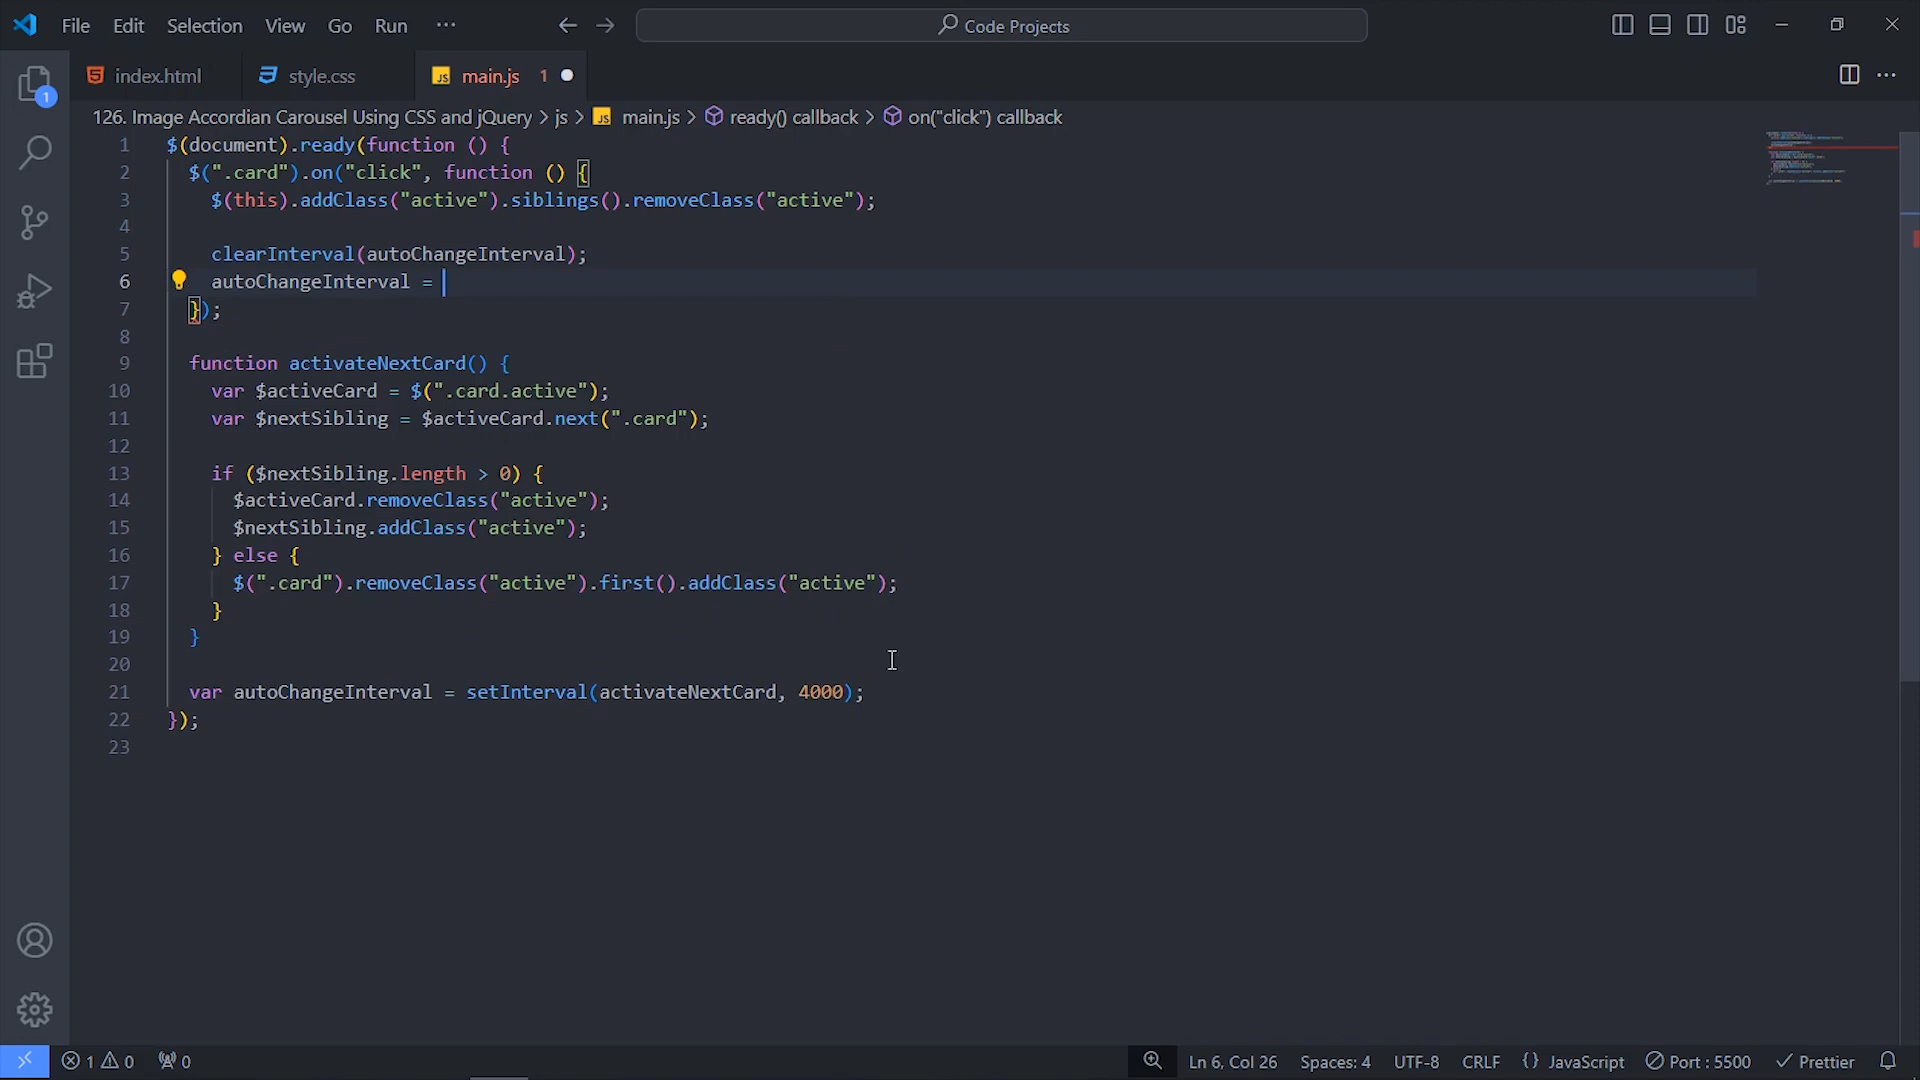 File Edit Selection View Go Run ··· Code Projects
index.html style.css JS main.js 1
1
126. Image Accordian Carousel Using CSS and jQuery > js > JS main.js > ready() callback > on("click") callback
1 $(document).ready(function () {
2 $(".card").on("click", function () {
3 $(this).addClass("active").siblings().removeClass("active");
4
5 clearInterval(autoChangeInterval);
6 autoChangeInterval =
7 });
8
9 function activateNextCard() {
10 var $activeCard = $(".card.active");
11 var $nextSibling = $activeCard.next(".card");
12
13 if ($nextSibling.length > 0) {
14 $activeCard.removeClass("active");
15 $nextSibling.addClass("active");
16 } else {
17 $(".card").removeClass("active").first().addClass("active");
18 }
19 }
20
21 var autoChangeInterval = setInterval(activateNextCard, 4000);
22 });
23
1 0 0 Ln 6, Col 26 Spaces: 4 UTF-8 CRLF {} JavaScript Port : 5500 Prettier